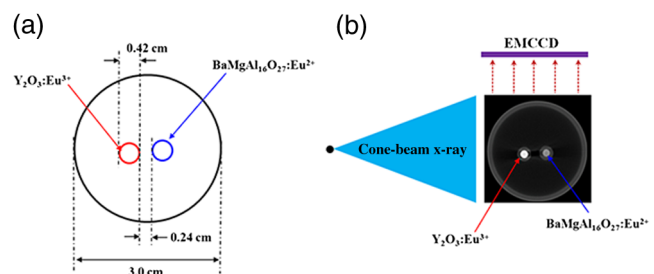 (a)
0.42 cm
Y₂O₃:Eu³⁺
BaMgAl₁₆O₂₇:Eu²⁺
0.24 cm
3.0 cm
(b)
EMCCD
Cone-beam x-ray
Y₂O₃:Eu³⁺
BaMgAl₁₆O₂₇:Eu²⁺